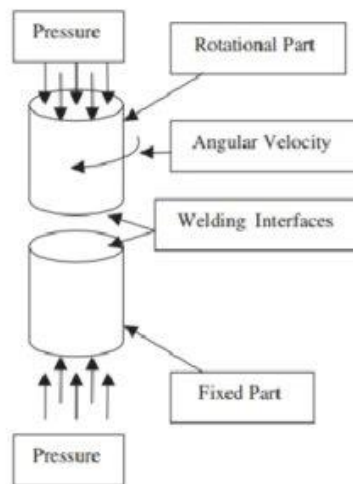 Pressure
Rotational Part
Angular Velocity
Welding Interfaces
Fixed Part
Pressure